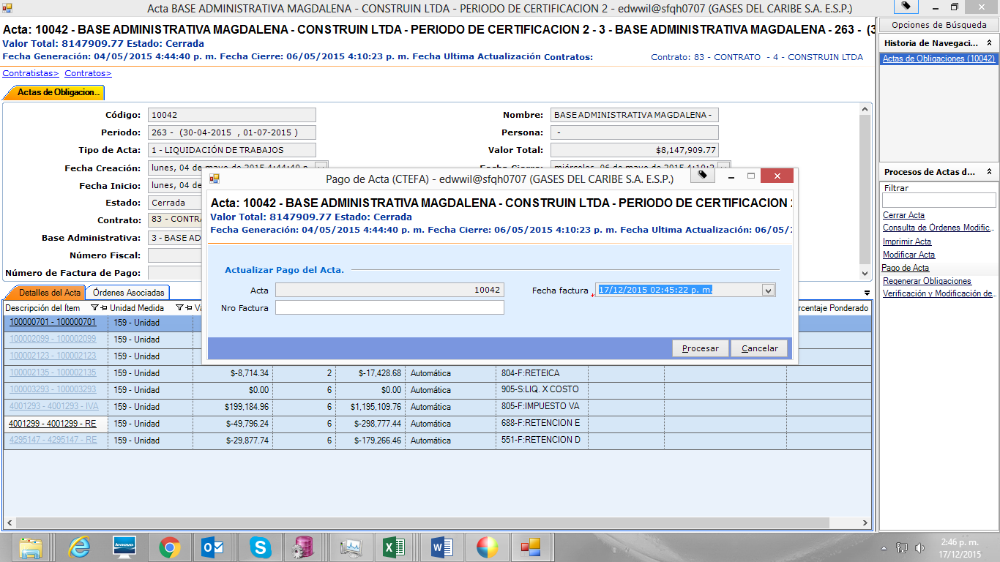 Acta BASE ADMINISTRATIVA MAGDALENA - CONSTRUIN LTDA - PERIODO DE CERTIFICACION 2 - edwwil@sfqh0707 (GASES DEL CARIBE S.A. E.S.P.)
Acta: 10042 - BASE ADMINISTRATIVA MAGDALENA - CONSTRUIN LTDA - PERIODO DE CERTIFICACION 2 - 3 - BASE ADMINISTRATIVA MAGDALENA - 263 - (3
Valor Total: 8147909.77 Estado: Cerrada
Fecha Generación: 04/05/2015 4:44:40 p. m. Fecha Cierre: 06/05/2015 4:10:23 p. m. Fecha Ultima Actualización Contratos: Contrato: 83 - CONTRATO - 4 - CONSTRUIN LTDA
Contratistas> Contratos>
Actas de Obligacion...
Código: 10042 Nombre: BASE ADMINISTRATIVA MAGDALENA -
Periodo: 263 - (30-04-2015 , 01-07-2015 ) Persona: -
Tipo de Acta: 1 - LIQUIDACIÓN DE TRABAJOS Valor Total: $8,147,909.77
Fecha Creación: lunes, 04 de mayo de 2015 4:44:40 p. Fecha Cierre: miércoles, 06 de mayo de 2015 4:10:2
Fecha Inicio: lunes, 04 de
Estado: Cerrada
Contrato: 83 - CONTRA
Base Administrativa: 3 - BASE AD
Número Fiscal:
Número de Factura de Pago:
Pago de Acta (CTEFA) - edwwil@sfqh0707 (GASES DEL CARIBE S.A. E.S.P.)
Acta: 10042 - BASE ADMINISTRATIVA MAGDALENA - CONSTRUIN LTDA - PERIODO DE CERTIFICACION 2
Valor Total: 8147909.77 Estado: Cerrada
Fecha Generación: 04/05/2015 4:44:40 p. m. Fecha Cierre: 06/05/2015 4:10:23 p. m. Fecha Ultima Actualización: 06/05/2
Actualizar Pago del Acta.
Acta 10042 Fecha factura * 17/12/2015 02:45:22 p. m.
Nro Factura
Procesar Cancelar
Detalles del Acta Órdenes Asociadas
Descripción del Ítem Unidad Medida Va rcentaje Ponderado
100000701 - 100000701 159 - Unidad
100002099 - 100002099 159 - Unidad
100002123 - 100002123 159 - Unidad
100002135 - 100002135 159 - Unidad $-8,714.34 2 $-17,428.68 Automática 804-F:RETEICA
100003293 - 100003293 159 - Unidad $0.00 6 $0.00 Automática 905-S:LIQ. X COSTO
4001293 - 4001293 - IVA 159 - Unidad $199,184.96 6 $1,195,109.76 Automática 805-F:IMPUESTO VA
4001299 - 4001299 - RE 159 - Unidad $-49,796.24 6 $-298,777.44 Automática 688-F:RETENCION E
4295147 - 4295147 - RE 159 - Unidad $-29,877.74 6 $-179,266.46 Automática 551-F:RETENCION D
Opciones de Búsqueda
Historia de Navegaci...
Actas de Obligaciones (10042)
Procesos de Actas d...
Filtrar
Cerrar Acta
Consulta de Órdenes Modific...
Imprimir Acta
Modificar Acta
Pago de Acta
Regenerar Obligaciones
Verificación y Modificación de...
lenovo
2:46 p. m.
17/12/2015